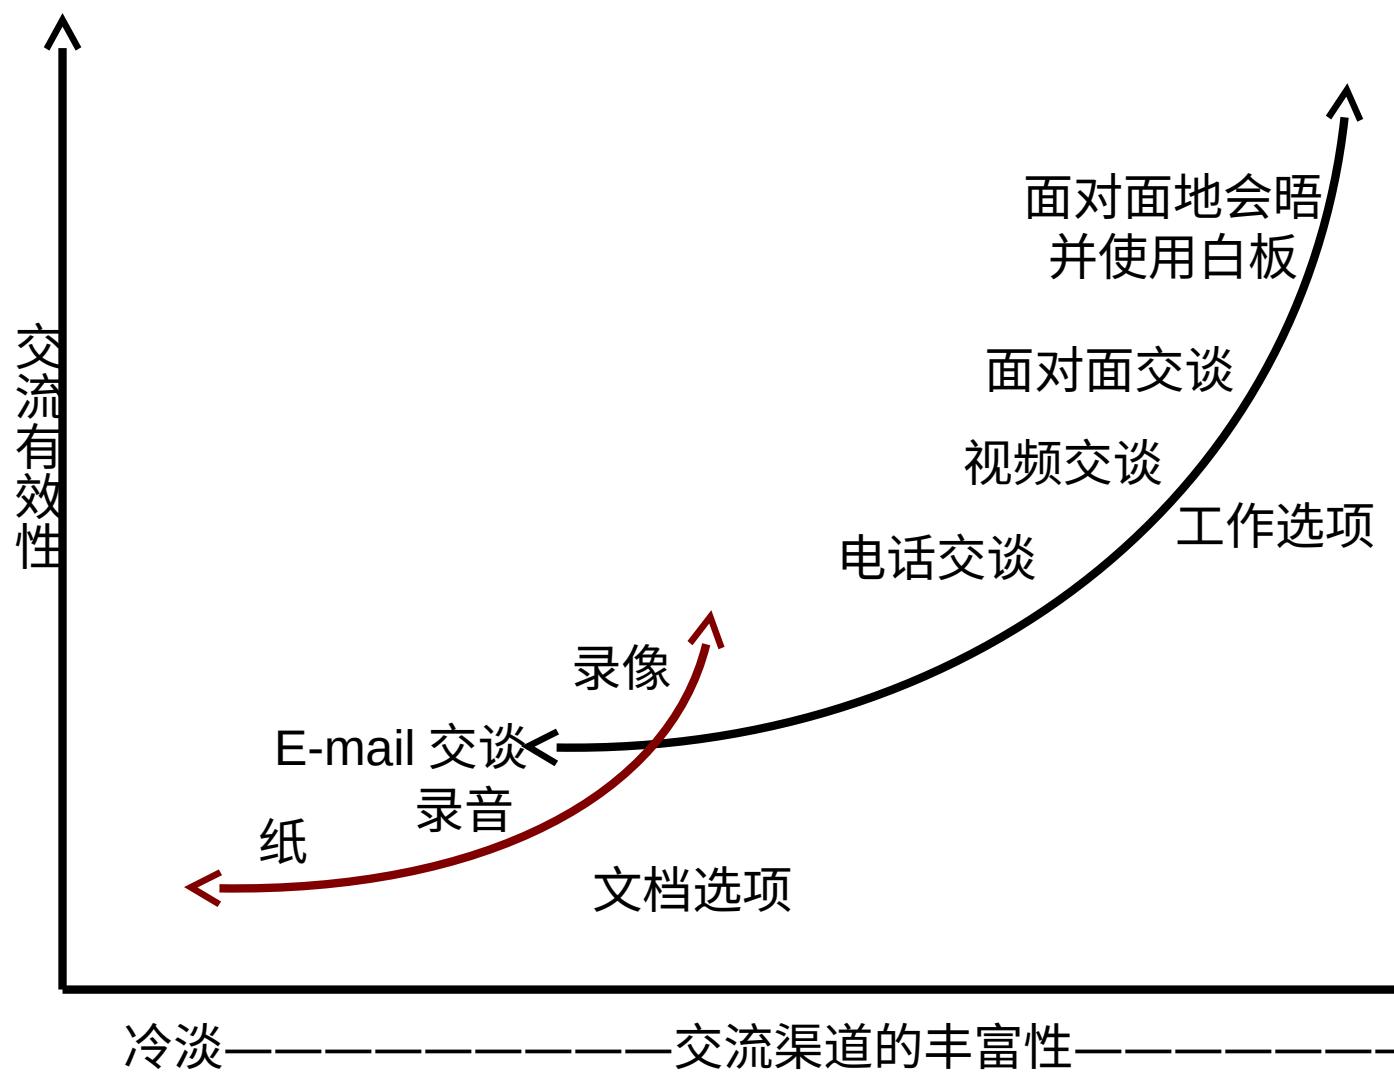 面对面地会晤
并使用白板
交流有效性
面对面交谈
视频交谈
工作选项
电话交谈
录像
E-mail 交谈
录音
纸
文档选项
冷淡—————————交流渠道的丰富性———————